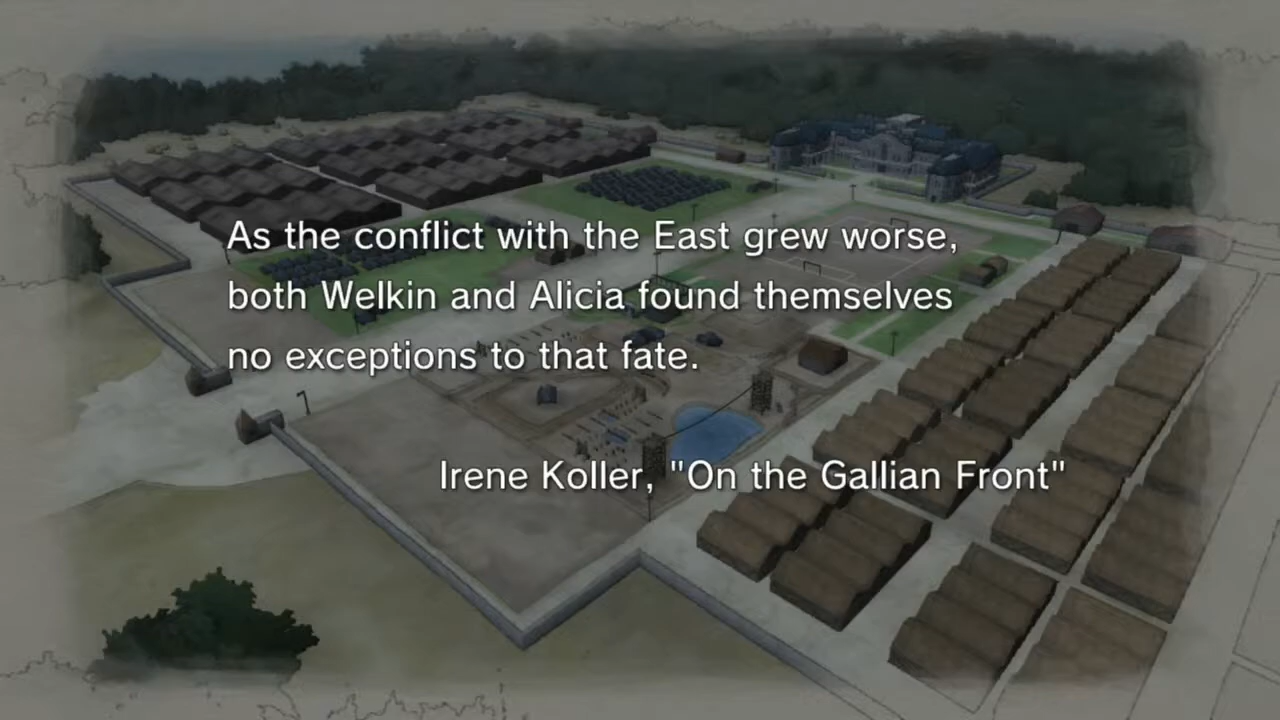 As the conflict with the East grew worse,
both Welkin and Alicia found themselves
no exceptions to that fate.
Irene Koller, "On the Gallian Front"